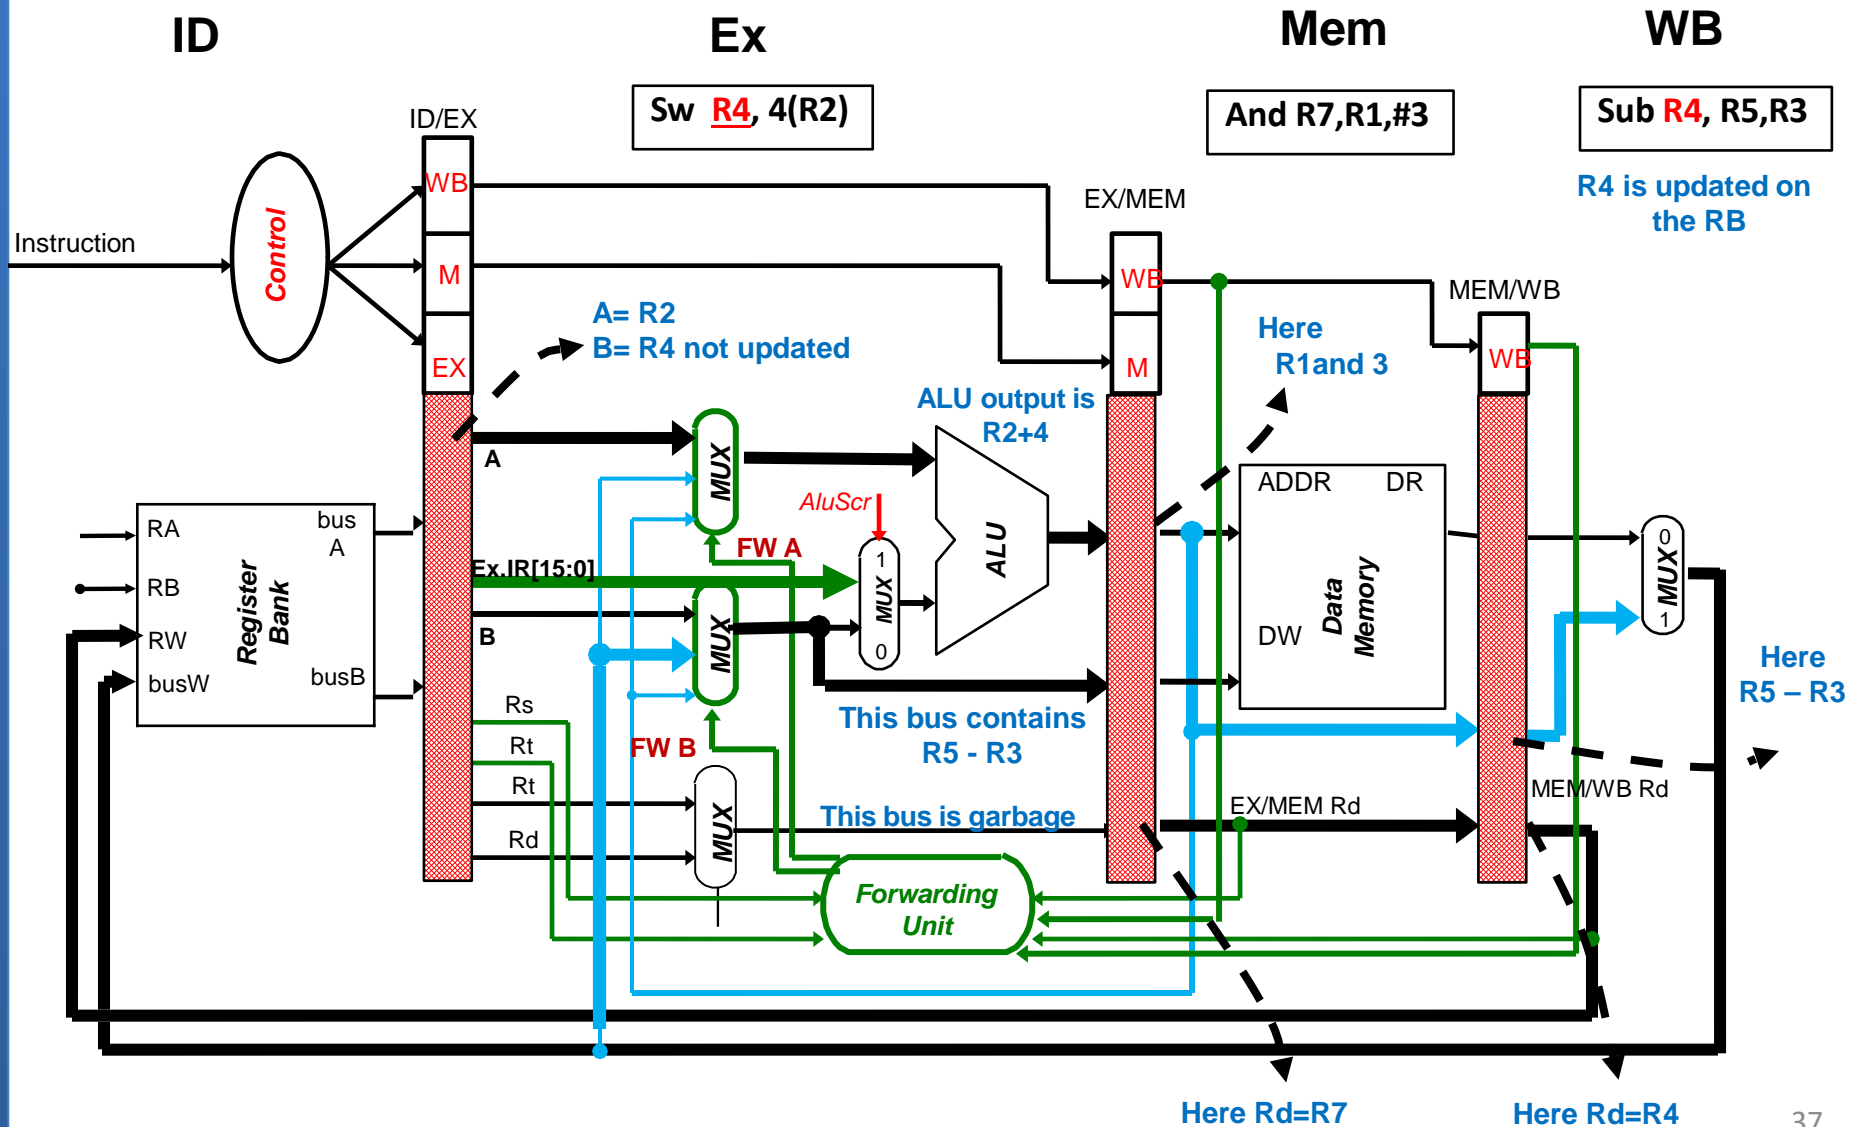 ID
Ex
Mem
WB
Sw R4, 4(R2)
And R7,R1,#3
Sub R4, R5,R3
R4 is updated on
the RB
ID/EX
WB
M
EX
Instruction
Control
A= R2
B= R4 not updated
EX/MEM
WB
M
MEM/WB
WB
Here
R1and 3
ALU output is
R2+4
A
MUX
AluScr
FW A
Ex.IR[15:0]
B
MUX
1
MUX
0
ALU
ADDR
DR
DW
Data
Memory
0
MUX
1
RA
RB
RW
busW
bus
A
busB
Register
Bank
Here
R5 – R3
Rs
Rt
Rt
Rd
FW B
This bus contains
R5 - R3
MUX
This bus is garbage
EX/MEM Rd
MEM/WB Rd
Forwarding
Unit
Here Rd=R7
Here Rd=R4
37